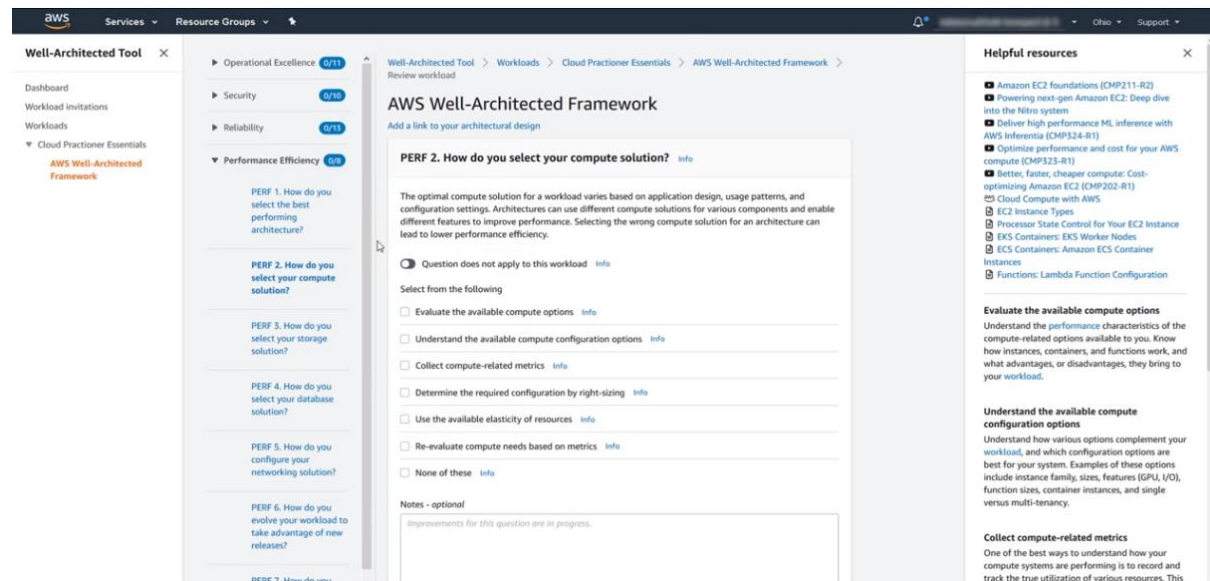 aws
Services
Resource Groups
Ohio
Support
Well-Architected Tool
Dashboard
Workload invitations
Workloads
Cloud Practioner Essentials
AWS Well-Architected
Framework
Operational Excellence 0/11
Security 0/10
Reliability 0/13
Performance Efficiency 0/8
PERF 1. How do you
select the best
performing
architecture?
PERF 2. How do you
select your compute
solution?
PERF 3. How do you
select your storage
solution?
PERF 4. How do you
select your database
solution?
PERF 5. How do you
configure your
networking solution?
PERF 6. How do you
evolve your workload to
take advantage of new
releases?
PERF 7. How do you
Well-Architected Tool > Workloads > Cloud Practioner Essentials > AWS Well-Architected Framework >
Review workload
AWS Well-Architected Framework
Add a link to your architectural design
PERF 2. How do you select your compute solution? Info
The optimal compute solution for a workload varies based on application design, usage patterns, and
configuration settings. Architectures can use different compute solutions for various components and enable
different features to improve performance. Selecting the wrong compute solution for an architecture can
lead to lower performance efficiency.
Question does not apply to this workload Info
Select from the following
Evaluate the available compute options Info
Understand the available compute configuration options Info
Collect compute-related metrics Info
Determine the required configuration by right-sizing Info
Use the available elasticity of resources Info
Re-evaluate compute needs based on metrics Info
None of these Info
Notes - optional
Improvements for this question are in progress.
Helpful resources
Amazon EC2 foundations (CMP211-R2)
Powering next-gen Amazon EC2: Deep dive
into the Nitro system
Deliver high performance ML inference with
AWS Inferentia (CMP324-R1)
Optimize performance and cost for your AWS
compute (CMP323-R1)
Better, faster, cheaper compute: Cost-
optimizing Amazon EC2 (CMP202-R1)
Cloud Compute with AWS
EC2 Instance Types
Processor State Control for Your EC2 Instance
EKS Containers: EKS Worker Nodes
ECS Containers: Amazon ECS Container
Instances
Functions: Lambda Function Configuration
Evaluate the available compute options
Understand the performance characteristics of the
compute-related options available to you. Know
how instances, containers, and functions work, and
what advantages, or disadvantages, they bring to
your workload.
Understand the available compute
configuration options
Understand how various options complement your
workload, and which configuration options are
best for your system. Examples of these options
include instance family, sizes, features (GPU, I/O),
function sizes, container instances, and single
versus multi-tenancy.
Collect compute-related metrics
One of the best ways to understand how your
compute systems are performing is to record and
track the true utilization of various resources. This